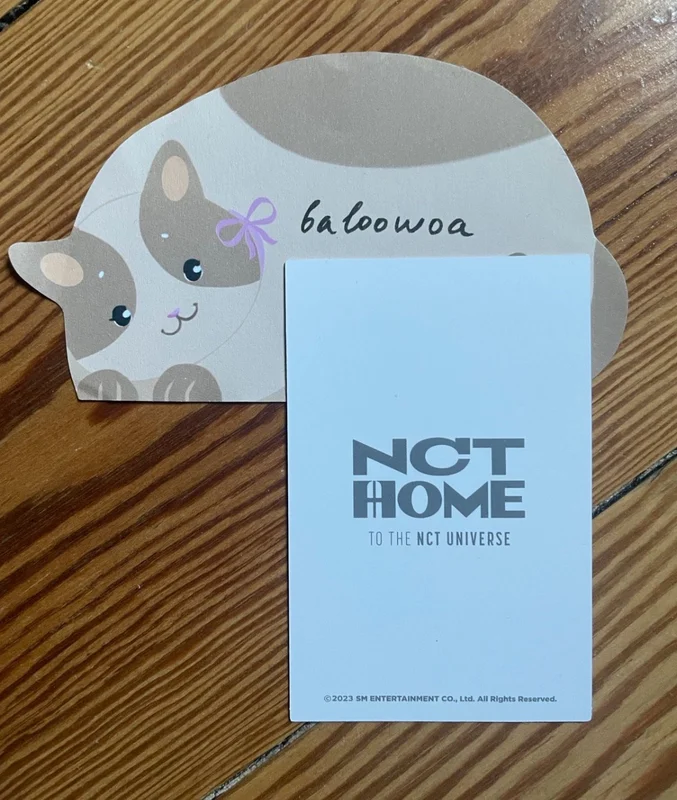 baloowoa
NCT
HOME
TO THE NCT UNIVERSE
©2023 SM ENTERTAINMENT CO., Ltd. All Rights Reserved.